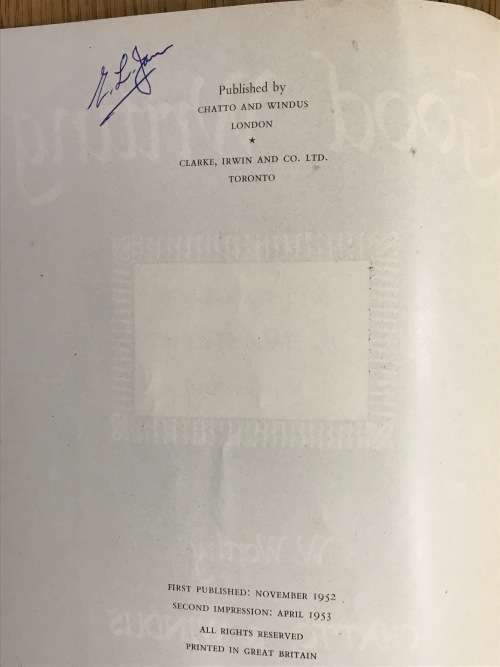 Published by
CHATTO AND WINDUS
LONDON
★
CLARKE, IRWIN AND CO. LTD.
TORONTO
FIRST PUBLISHED: NOVEMBER 1952
SECOND IMPRESSION: APRIL 1953
ALL RIGHTS RESERVED
PRINTED IN GREAT BRITAIN